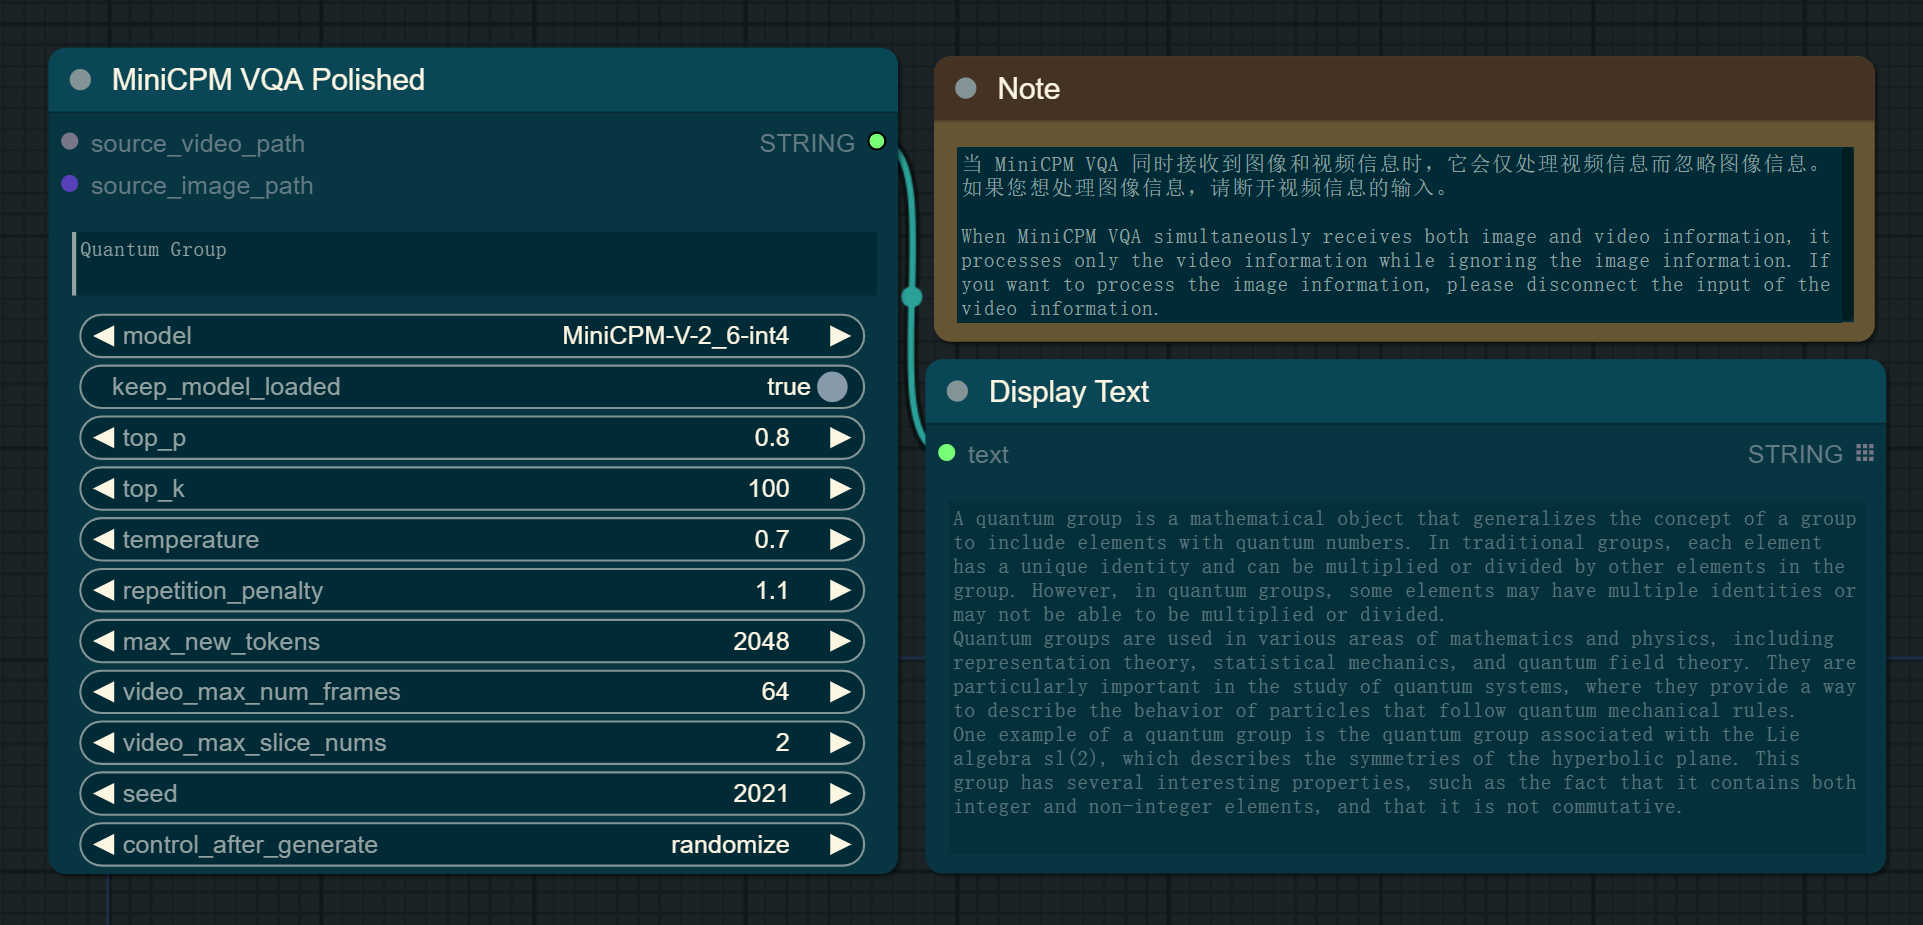 MiniCPM VQA Polished
source_video_path
STRING
source_image_path
Quantum Group
model
MiniCPM-V-2_6-int4
keep_model_loaded
true
top_p
0.8
top_k
100
temperature
0.7
repetition_penalty
1.1
max_new_tokens
2048
video_max_num_frames
64
video_max_slice_nums
2
seed
2021
control_after_generate
randomize
Note
当 MiniCPM VQA 同时接收到图像和视频信息时，它会仅处理视频信息而忽略图像信息。
如果您想处理图像信息，请断开视频信息的输入。
When MiniCPM VQA simultaneously receives both image and video information, it
processes only the video information while ignoring the image information. If
you want to process the image information, please disconnect the input of the
video information.
Display Text
text
STRING
A quantum group is a mathematical object that generalizes the concept of a group
to include elements with quantum numbers. In traditional groups, each element
has a unique identity and can be multiplied or divided by other elements in the
group. However, in quantum groups, some elements may have multiple identities or
may not be able to be multiplied or divided.
Quantum groups are used in various areas of mathematics and physics, including
representation theory, statistical mechanics, and quantum field theory. They are
particularly important in the study of quantum systems, where they provide a way
to describe the behavior of particles that follow quantum mechanical rules.
One example of a quantum group is the quantum group associated with the Lie
algebra sl(2), which describes the symmetries of the hyperbolic plane. This
group has several interesting properties, such as the fact that it contains both
integer and non-integer elements, and that it is not commutative.